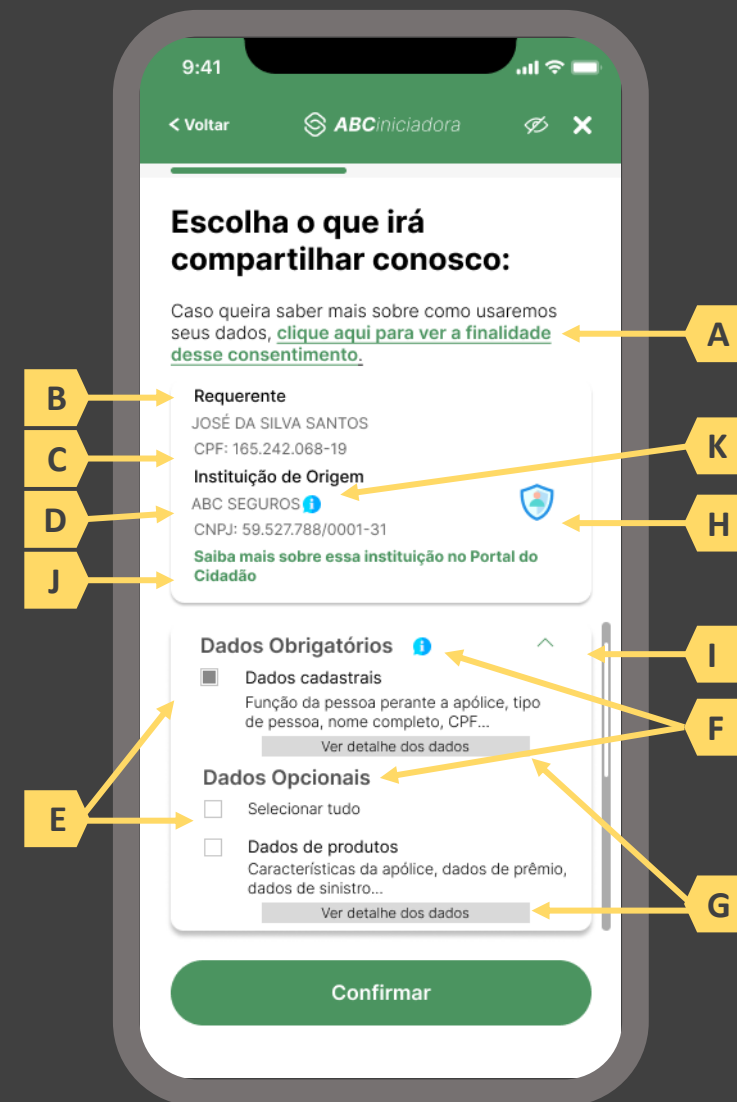 9:41
< Voltar
ABCiniciadora
Escolha o que irá
compartilhar conosco:
Caso queira saber mais sobre como usaremos
seus dados, clique aqui para ver a finalidade
desse consentimento.
A
B
Requerente
JOSÉ DA SILVA SANTOS
C
CPF: 165.242.068-19
K
Instituição de Origem
D
ABC SEGUROS
H
CNPJ: 59.527.788/0001-31
J
Saiba mais sobre essa instituição no Portal do
Cidadão
Dados Obrigatórios
I
Dados cadastrais
Função da pessoa perante a apólice, tipo
de pessoa, nome completo, CPF...
F
Ver detalhe dos dados
Dados Opcionais
E
Selecionar tudo
Dados de produtos
Características da apólice, dados de prêmio,
dados de sinistro...
G
Ver detalhe dos dados
Confirmar